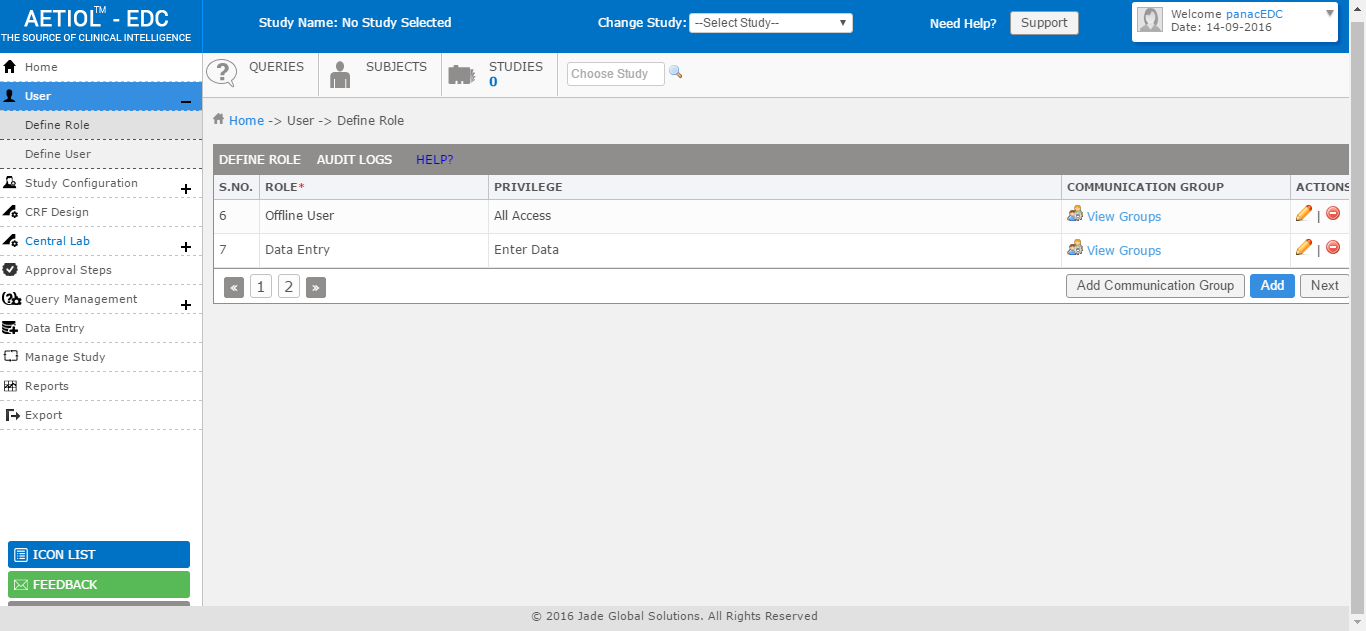 AETIOL™ - EDC
THE SOURCE OF CLINICAL INTELLIGENCE
Study Name: No Study Selected
Change Study: --Select Study--
Need Help? Support
Welcome panacEDC
Date: 14-09-2016
Home
User
Define Role
Define User
Study Configuration
CRF Design
Central Lab
Approval Steps
Query Management
Data Entry
Manage Study
Reports
Export
ICON LIST
FEEDBACK
QUERIES
SUBJECTS
STUDIES
0
Choose Study
Home -> User -> Define Role
DEFINE ROLE AUDIT LOGS HELP?
S.NO. ROLE* PRIVILEGE COMMUNICATION GROUP ACTIONS
6 Offline User All Access View Groups |
7 Data Entry Enter Data View Groups |
« 1 2 » Add Communication Group Add Next
© 2016 Jade Global Solutions. All Rights Reserved